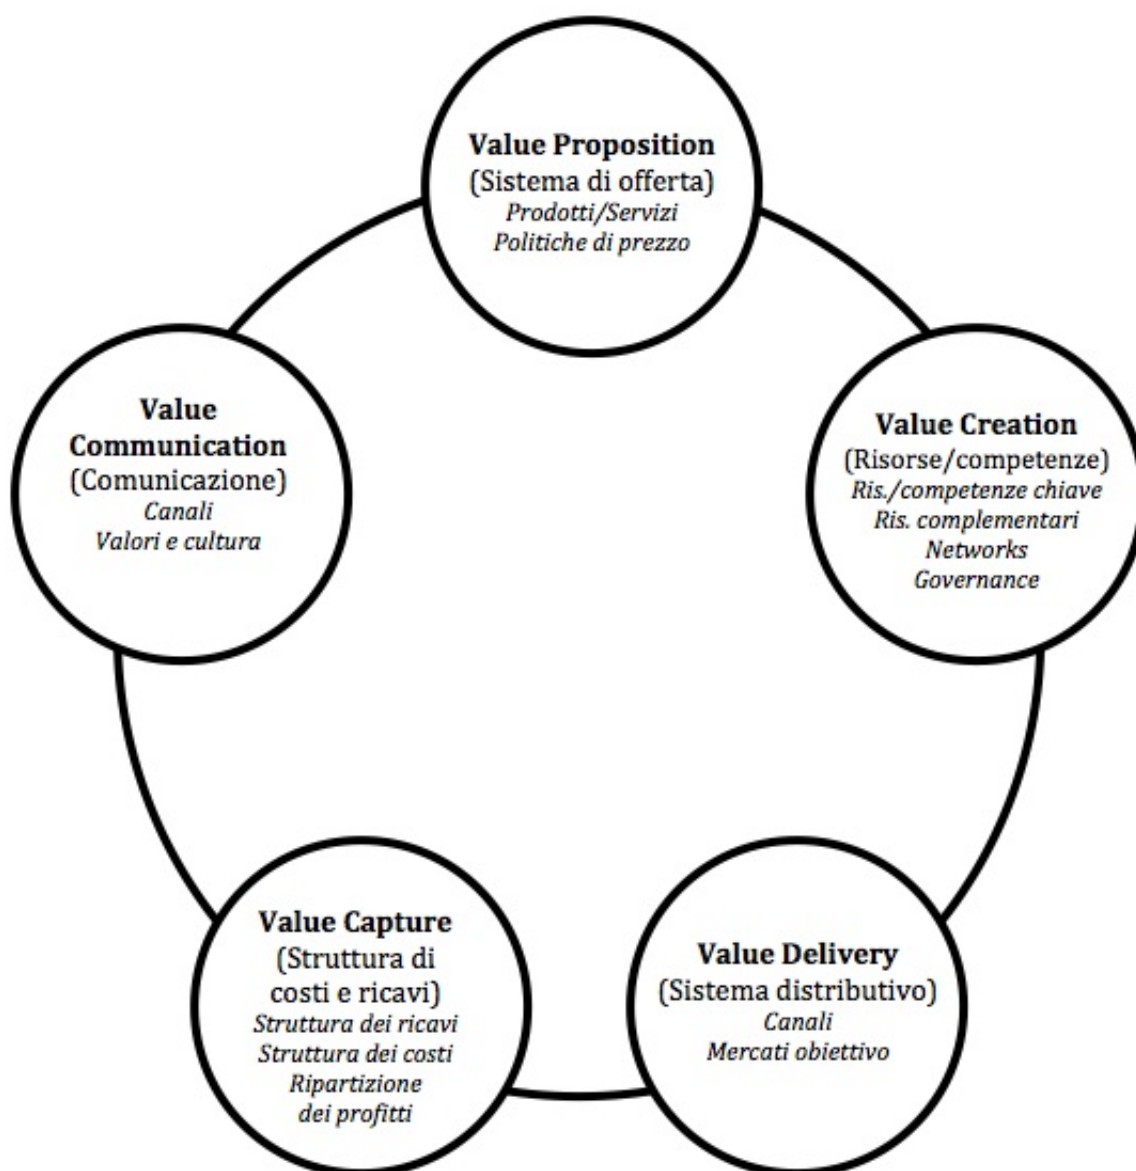 Value Proposition
(Sistema di offerta)
Prodotti/Servizi
Politiche di prezzo
Value Creation
(Risorse/competenze)
Ris./competenze chiave
Ris. complementari
Networks
Governance
Value Delivery
(Sistema distributivo)
Canali
Mercati obiettivo
Value Capture
(Struttura di
costi e ricavi)
Struttura dei ricavi
Struttura dei costi
Ripartizione
dei profitti
Value
Communication
(Comunicazione)
Canali
Valori e cultura